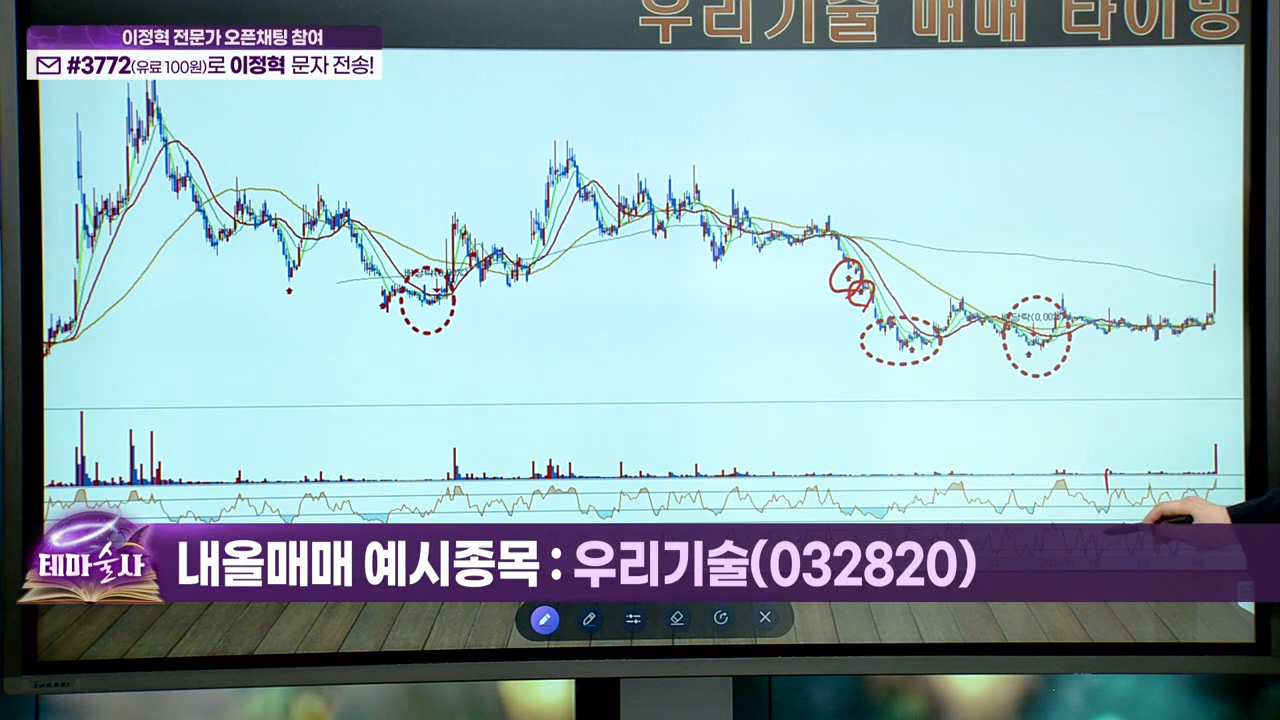 우리기술 매매 타이밍
이정혁 전문가 오픈채팅 참여
#3772(유료 100원)로 이정혁 문자 전송!
테마술사
내올매매 예시종목 : 우리기술(032820)